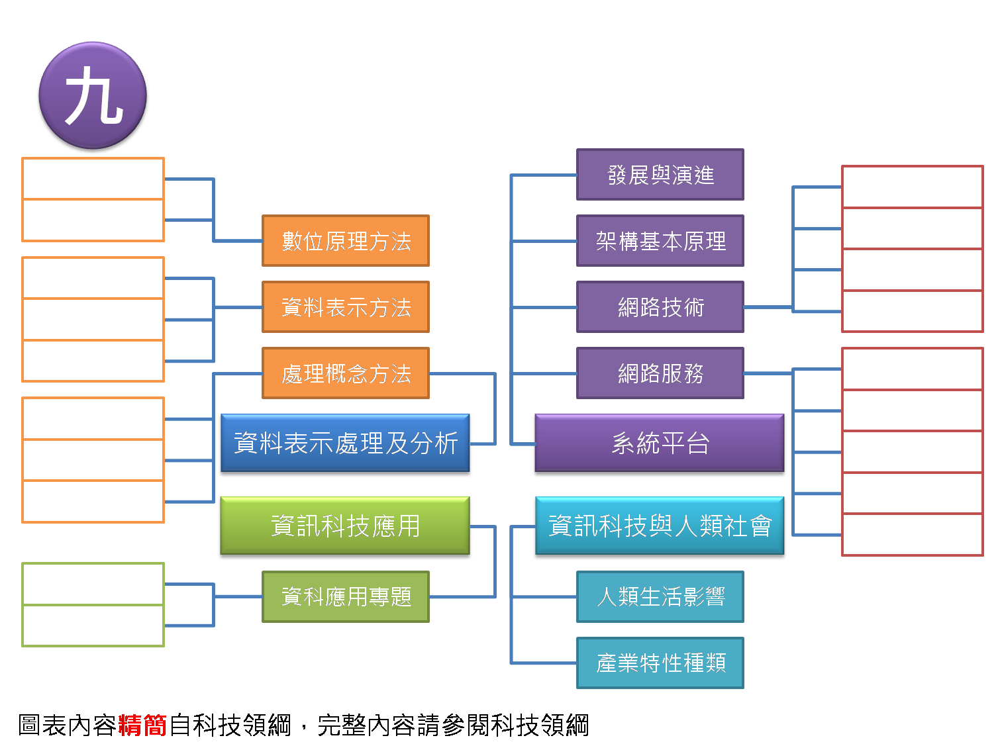 九
數位原理方法
資料表示方法
處理概念方法
資料表示處理及分析
資訊科技應用
資科應用專題
發展與演進
架構基本原理
網路技術
網路服務
系統平台
資訊科技與人類社會
人類生活影響
產業特性種類
圖表內容精簡自科技領綱，完整內容請參閱科技領綱